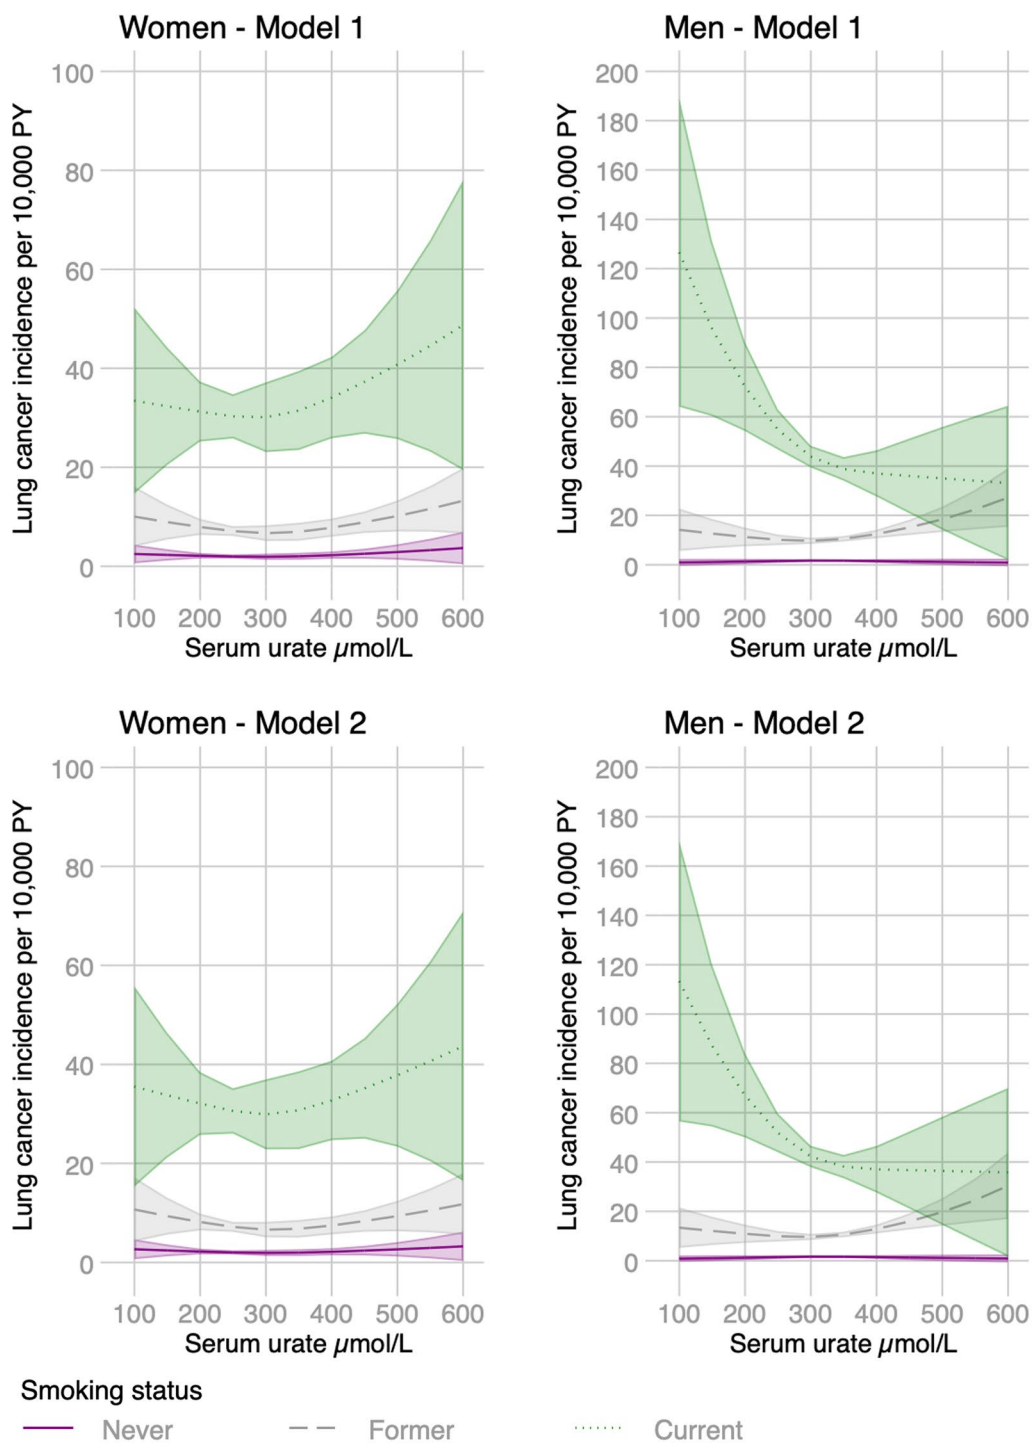 Women - Model 1
Men - Model 1
Lung cancer incidence per 10,000 PY
100
80
60
40
20
0
100 200 300 400 500 600
Serum urate µmol/L
Lung cancer incidence per 10,000 PY
200
180
160
140
120
100
80
60
40
20
0
100 200 300 400 500 600
Serum urate µmol/L
Women - Model 2
Men - Model 2
Lung cancer incidence per 10,000 PY
100
80
60
40
20
0
100 200 300 400 500 600
Serum urate µmol/L
Lung cancer incidence per 10,000 PY
200
180
160
140
120
100
80
60
40
20
0
100 200 300 400 500 600
Serum urate µmol/L
Smoking status
Never Former Current